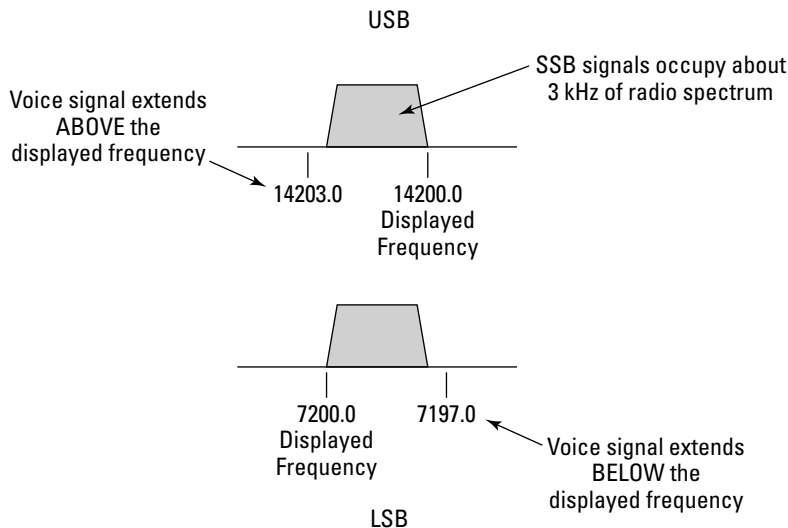 USB
SSB signals occupy about
3 kHz of radio spectrum
Voice signal extends
ABOVE the
displayed frequency
14203.0
14200.0
Displayed
Frequency
7200.0
Displayed
Frequency
7197.0
Voice signal extends
BELOW the
displayed frequency
LSB